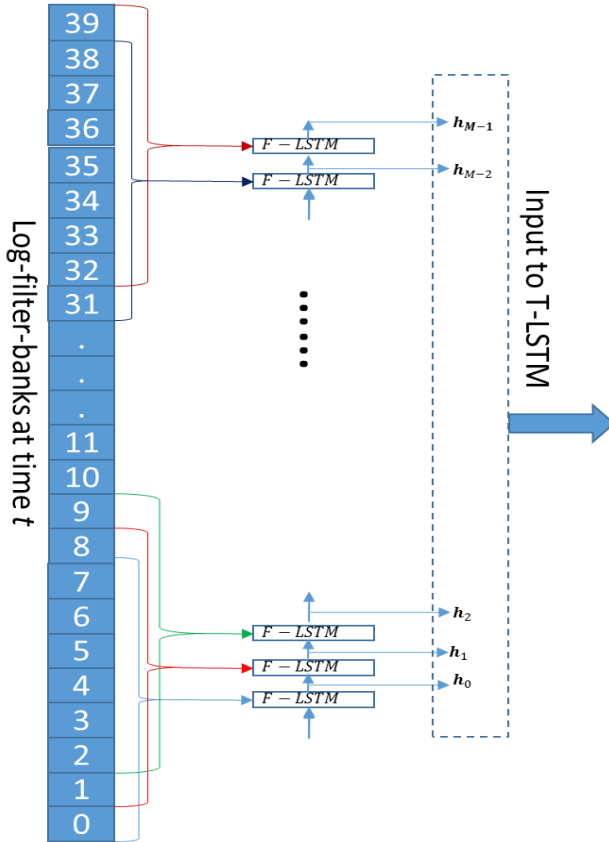 39
38
37
36
35
34
33
32
31
.
.
.
11
10
9
8
7
6
5
4
3
2
1
0
Log-filter-banks at time t
F − LSTM
F − LSTM
......
F − LSTM
F − LSTM
F − LSTM
h_{M−1}
h_{M−2}
h_2
h_1
h_0
Input to T-LSTM